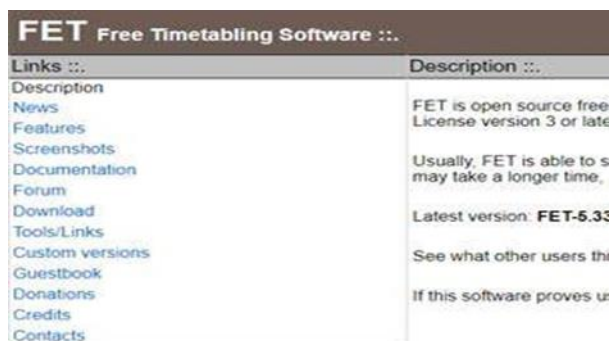 FET Free Timetabling Software ::.
Links ::.
Description ::.
Description
News
Features
Screenshots
Documentation
Forum
Download
Tools/Links
Custom versions
Guestbook
Donations
Credits
Contacts
FET is open source free
License version 3 or late
Usually, FET is able to s
may take a longer time,
Latest version: FET-5.33
See what other users thi
If this software proves us